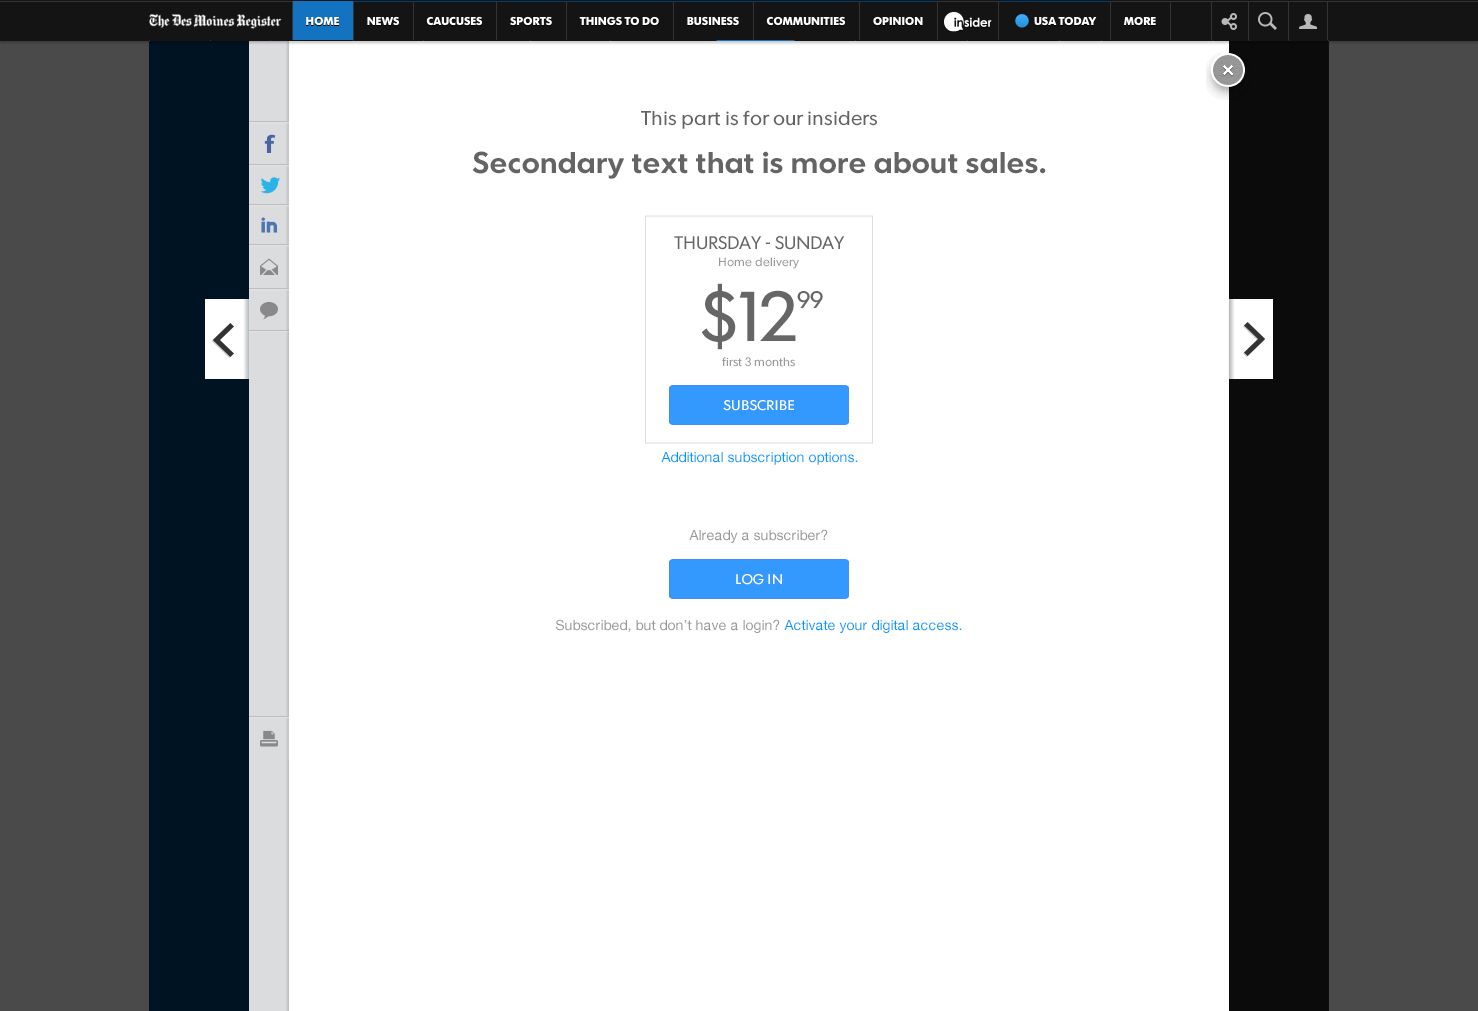 The Des Moines Register
HOME
NEWS
CAUCUSES
SPORTS
THINGS TO DO
BUSINESS
COMMUNITIES
OPINION
insider
USA TODAY
MORE
This part is for our insiders
Secondary text that is more about sales.
THURSDAY - SUNDAY
Home delivery
$12 99
first 3 months
SUBSCRIBE
Additional subscription options.
Already a subscriber?
LOG IN
Subscribed, but don't have a login? Activate your digital access.